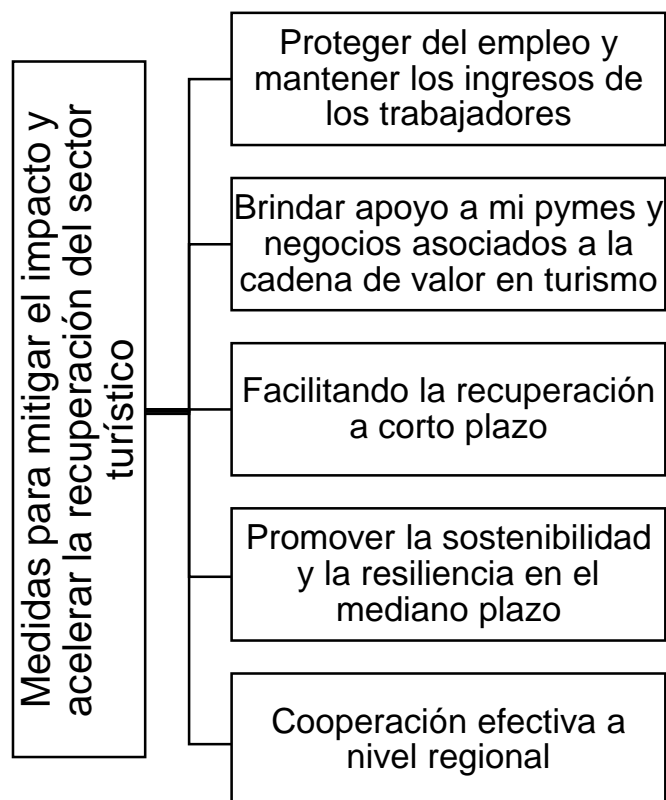 Medidas para mitigar el impacto y
acelerar la recuperación del sector
turístico
Proteger del empleo y
mantener los ingresos de
los trabajadores
Brindar apoyo a mi pymes y
negocios asociados a la
cadena de valor en turismo
Facilitando la recuperación
a corto plazo
Promover la sostenibilidad
y la resiliencia en el
mediano plazo
Cooperación efectiva a
nivel regional